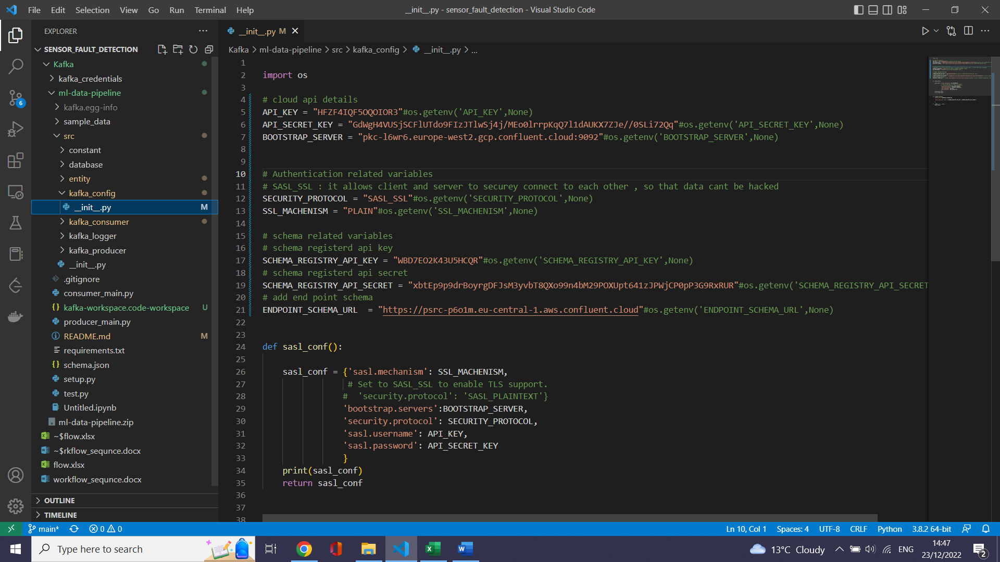 File Edit Selection View Go Run Terminal Help
__init__.py - sensor_fault_detection - Visual Studio Code
EXPLORER
SENSOR_FAULT_DETECTION
Kafka
kafka_credentials
ml-data-pipeline
kafka.egg-info
sample_data
src
constant
database
entity
kafka_config
__init__.py M
kafka_consumer
kafka_logger
kafka_producer
__init__.py
.gitignore
consumer_main.py
kafka-workspace.code-workspace U
producer_main.py
README.md M
requirements.txt
schema.json
setup.py
test.py
Untitled.ipynb
ml-data-pipeline.zip
~$flow.xlsx
~$rkflow_sequnce.docx
flow.xlsx
workflow_sequnce.docx
OUTLINE
TIMELINE
6
__init__.py M
Kafka > ml-data-pipeline > src > kafka_config > __init__.py > ...
1
2 import os
3
4 # cloud api details
5 API_KEY = "HFZF4IQF5OQOIOR3"#os.getenv('API_KEY',None)
6 API_SECRET_KEY = "GdWgH4VUSjSCFlUTdo9FIzJTlwSj4j/MEo0lrrpKqQ7l1dAUKX7ZJe//0SLi72Qq"#os.getenv('API_SECRET_KEY',None)
7 BOOTSTRAP_SERVER = "pkc-l6wr6.europe-west2.gcp.confluent.cloud:9092"#os.getenv('BOOTSTRAP_SERVER',None)
8
9
10 # Authentication related variables
11 # SASL_SSL : it allows client and server to securey connect to each other , so that data cant be hacked
12 SECURITY_PROTOCOL = "SASL_SSL"#os.getenv('SECURITY_PROTOCOL',None)
13 SSL_MACHENISM = "PLAIN"#os.getenv('SSL_MACHENISM',None)
14
15 # schema related variables
16 # schema registerd api key
17 SCHEMA_REGISTRY_API_KEY = "WBD7EO2K43U5HCQR"#os.getenv('SCHEMA_REGISTRY_API_KEY',None)
18 # schema registerd api secret
19 SCHEMA_REGISTRY_API_SECRET = "xbtEp9p9drBoyrgDFJsM3yvbT8QXo99n4bM29POXUpt641zJPWjCP0pP3G9RxRUR"#os.getenv('SCHEMA_REGISTRY_API_SECRET
20 # add end point schema
21 ENDPOINT_SCHEMA_URL  = "https://psrc-p6o1m.eu-central-1.aws.confluent.cloud"#os.getenv('ENDPOINT_SCHEMA_URL',None)
22
23
24 def sasl_conf():
25
26 sasl_conf = {'sasl.mechanism': SSL_MACHENISM,
27 # Set to SASL_SSL to enable TLS support.
28 #  'security.protocol': 'SASL_PLAINTEXT'}
29 'bootstrap.servers':BOOTSTRAP_SERVER,
30 'security.protocol': SECURITY_PROTOCOL,
31 'sasl.username': API_KEY,
32 'sasl.password': API_SECRET_KEY
33 }
34 print(sasl_conf)
35 return sasl_conf
36
37
38
main* 0 0
Ln 10, Col 1 Spaces: 4 UTF-8 CRLF Python 3.8.2 64-bit
Type here to search
13°C Cloudy ENG
14:47
23/12/2022
2